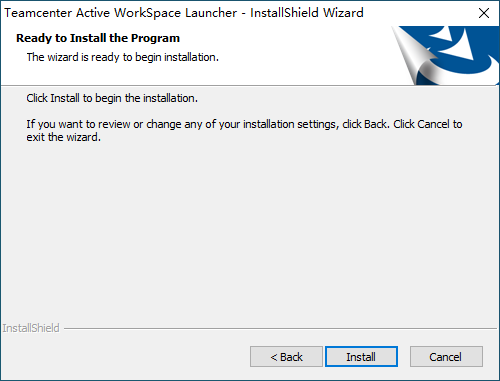 Teamcenter Active WorkSpace Launcher - InstallShield Wizard
Ready to Install the Program
The wizard is ready to begin installation.
Click Install to begin the installation.
If you want to review or change any of your installation settings, click Back. Click Cancel to
exit the wizard.
InstallShield
< Back
Install
Cancel